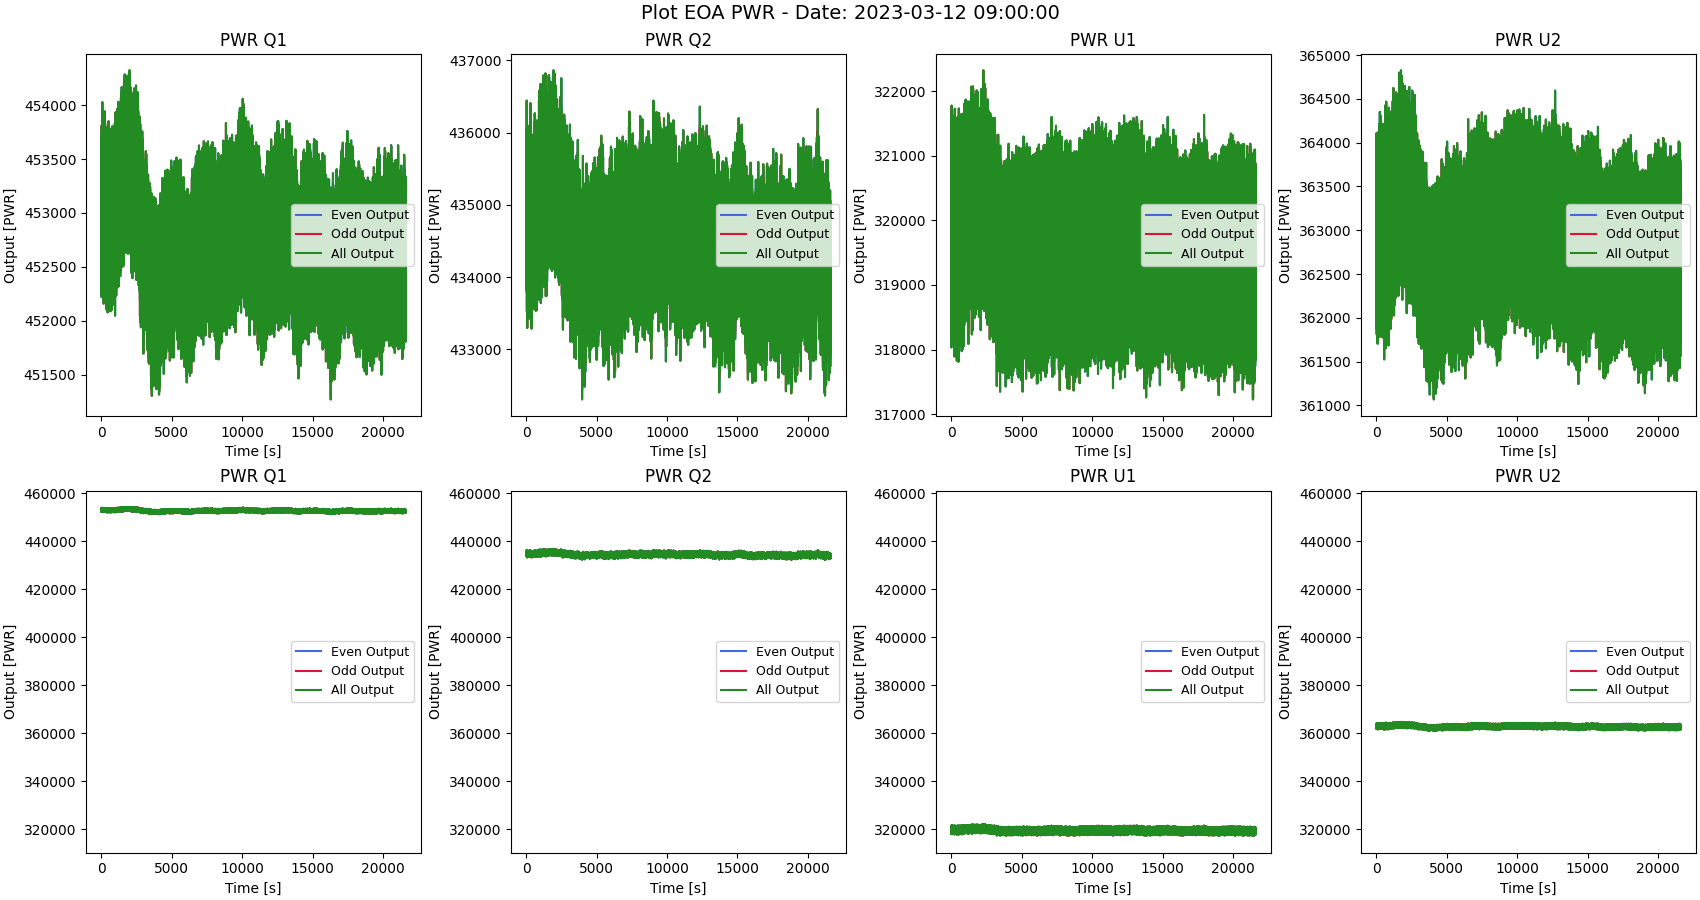 Plot EOA PWR - Date: 2023-03-12 09:00:00
PWR Q1
PWR Q2
PWR U1
PWR U2
Output [PWR]
454000
453500
453000
452500
452000
451500
Even Output
Odd Output
All Output
0 5000 10000 15000 20000
Time [s]
Output [PWR]
437000
436000
435000
434000
433000
Even Output
Odd Output
All Output
0 5000 10000 15000 20000
Time [s]
Output [PWR]
322000
321000
320000
319000
318000
317000
Even Output
Odd Output
All Output
0 5000 10000 15000 20000
Time [s]
Output [PWR]
365000
364500
364000
363500
363000
362500
362000
361500
361000
Even Output
Odd Output
All Output
0 5000 10000 15000 20000
Time [s]
PWR Q1
PWR Q2
PWR U1
PWR U2
Output [PWR]
460000
440000
420000
400000
380000
360000
340000
320000
Even Output
Odd Output
All Output
0 5000 10000 15000 20000
Time [s]
Output [PWR]
460000
440000
420000
400000
380000
360000
340000
320000
Even Output
Odd Output
All Output
0 5000 10000 15000 20000
Time [s]
Output [PWR]
460000
440000
420000
400000
380000
360000
340000
320000
Even Output
Odd Output
All Output
0 5000 10000 15000 20000
Time [s]
Output [PWR]
460000
440000
420000
400000
380000
360000
340000
320000
Even Output
Odd Output
All Output
0 5000 10000 15000 20000
Time [s]